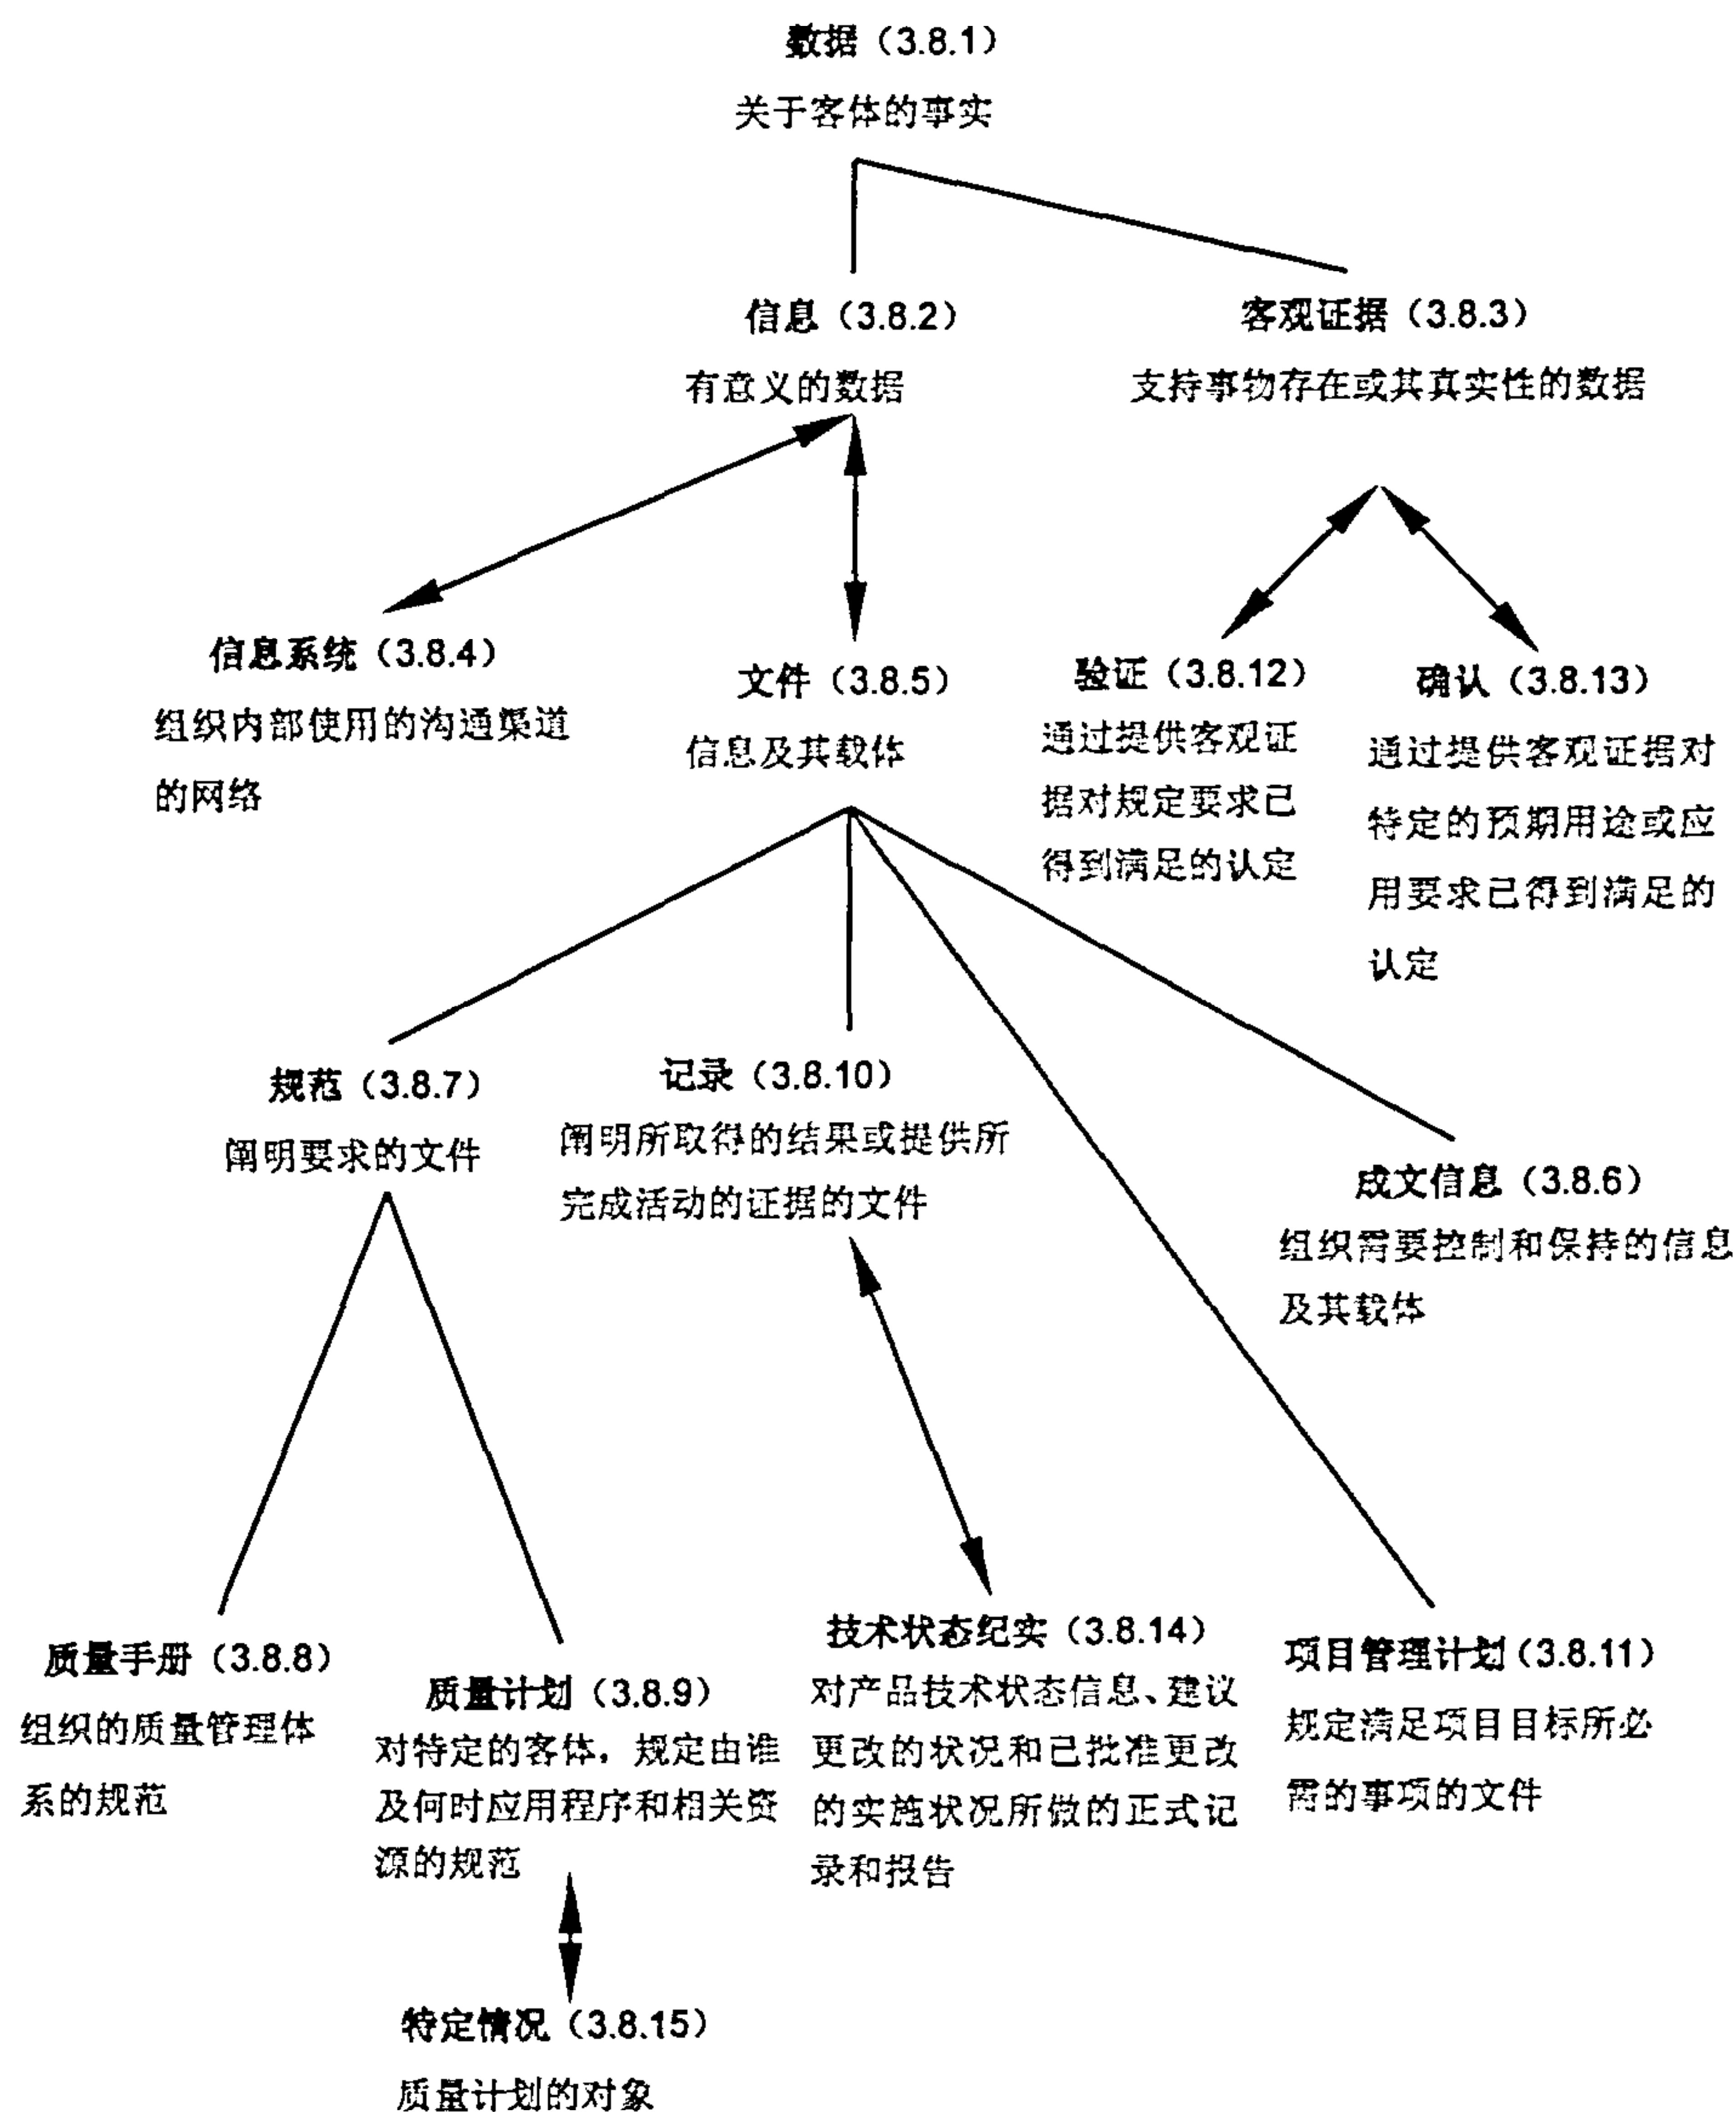 数据（3.8.1）
关于客体的事实
信息（3.8.2）
有意义的数据
客观证据（3.8.3）
支持事物存在或其真实性的数据
信息系统（3.8.4）
组织内部使用的沟通渠道
的网络
文件（3.8.5）
信息及其载体
验证（3.8.12）
通过提供客观证
据对规定要求已
得到满足的认定
确认（3.8.13）
通过提供客观证据对
特定的预期用途或应
用要求已得到满足的
认定
规范（3.8.7）
阐明要求的文件
记录（3.8.10）
阐明所取得的结果或提供所
完成活动的证据的文件
成文信息（3.8.6）
组织需要控制和保持的信息
及其载体
质量手册（3.8.8）
组织的质量管理体
系的规范
质量计划（3.8.9）
对特定的客体，规定由谁
及何时应用程序和相关资
源的规范
技术状态纪实（3.8.14）
对产品技术状态信息、建议
更改的状况和已批准更改
的实施状况所做的正式记
录和报告
项目管理计划（3.8.11）
规定满足项目目标所必
需的事项的文件
特定情况（3.8.15）
质量计划的对象